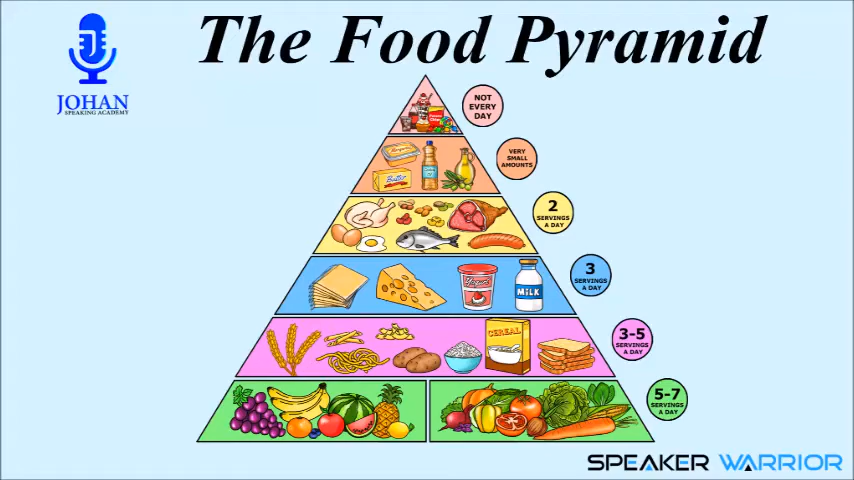 The Food Pyramid
JOHAN
SPEAKING ACADEMY
NOT
EVERY
DAY
VERY
SMALL
AMOUNTS
Butter
2
SERVINGS
A DAY
3
SERVINGS
A DAY
Yogurt
MILK
3-5
SERVINGS
A DAY
CEREAL
5-7
SERVINGS
A DAY
SPEAKER WARRIOR